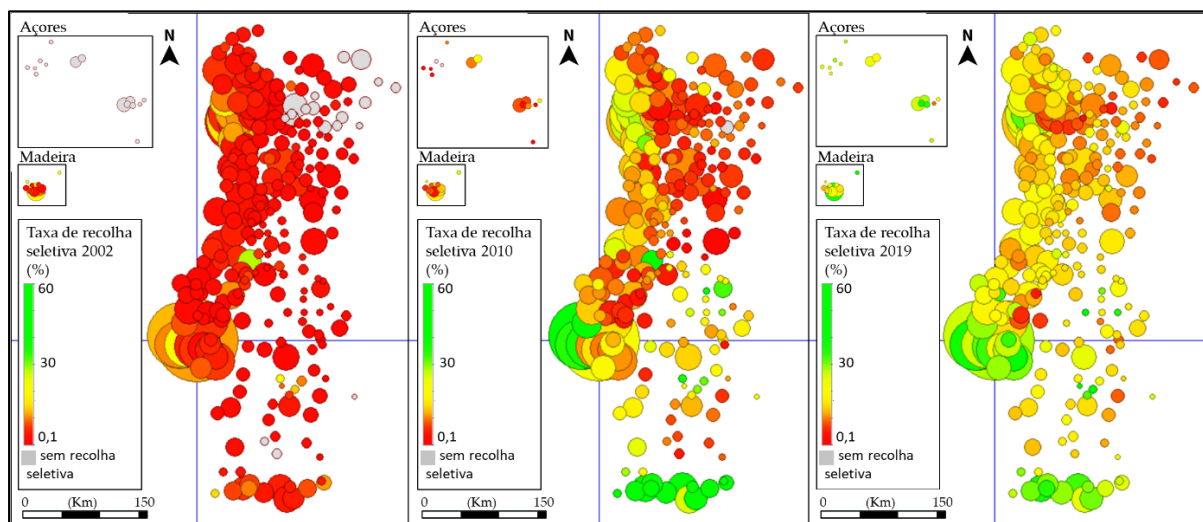 Açores
N
Madeira
Taxa de recolha
seletiva 2002
(%)
60
30
0,1
sem recolha
seletiva
0 (Km) 150
Açores
N
Madeira
Taxa de recolha
seletiva 2010
(%)
60
30
0,1
sem recolha
seletiva
0 (Km) 150
Açores
N
Madeira
Taxa de recolha
seletiva 2019
(%)
60
30
0,1
sem recolha
seletiva
0 (Km) 150